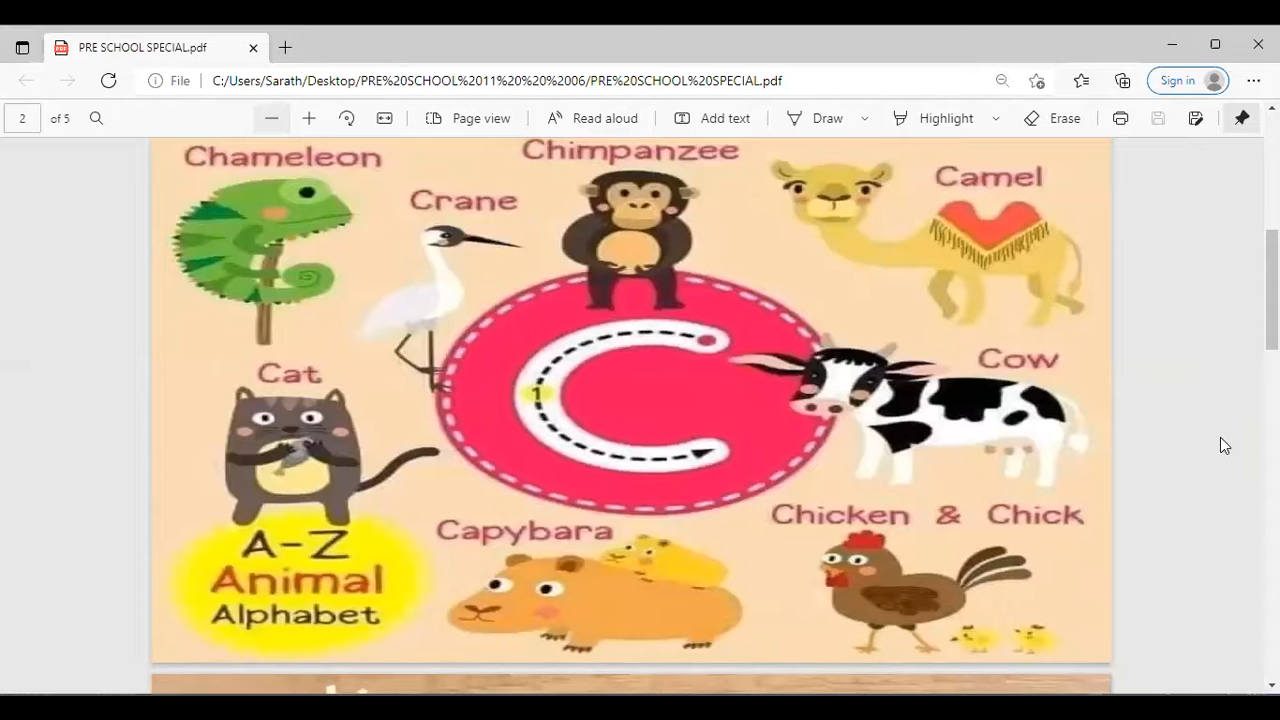 PRE SCHOOL SPECIAL.pdf
File C:/Users/Sarath/Desktop/PRE%20SCHOOL%2011%20%20%2006/PRE%20SCHOOL%20SPECIAL.pdf
Sign in
2 of 5
Page view
Read aloud
Add text
Draw
Highlight
Erase
Chameleon
Chimpanzee
Camel
Crane
Cat
C
1
Cow
Chicken & Chick
Capybara
A-Z
Animal
Alphabet